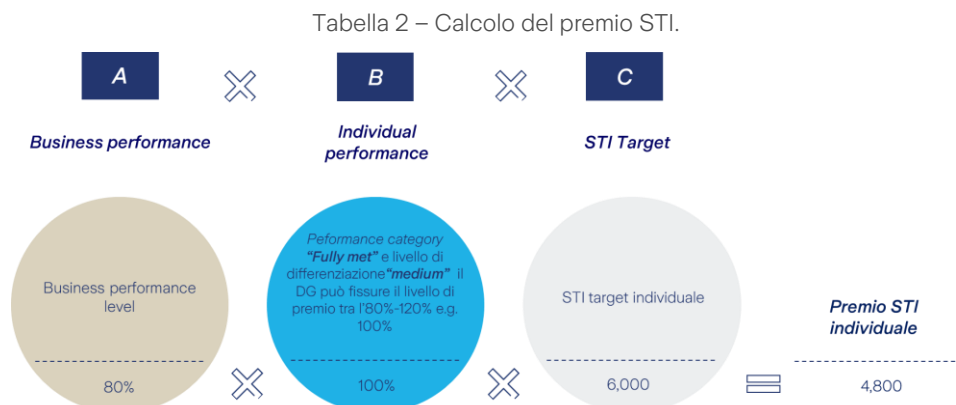 Tabella 2 – Calcolo del premio STI.
A
B
C
Business performance
Individual
performance
STI Target
Business performance
level
80%
Peformance category
"Fully met" e livello di
differenziazione"medium" il
DG può fissure il livello di
premio tra l'80%-120% e.g.
100%
100%
STI target individuale
6,000
Premio STI
individuale
4,800